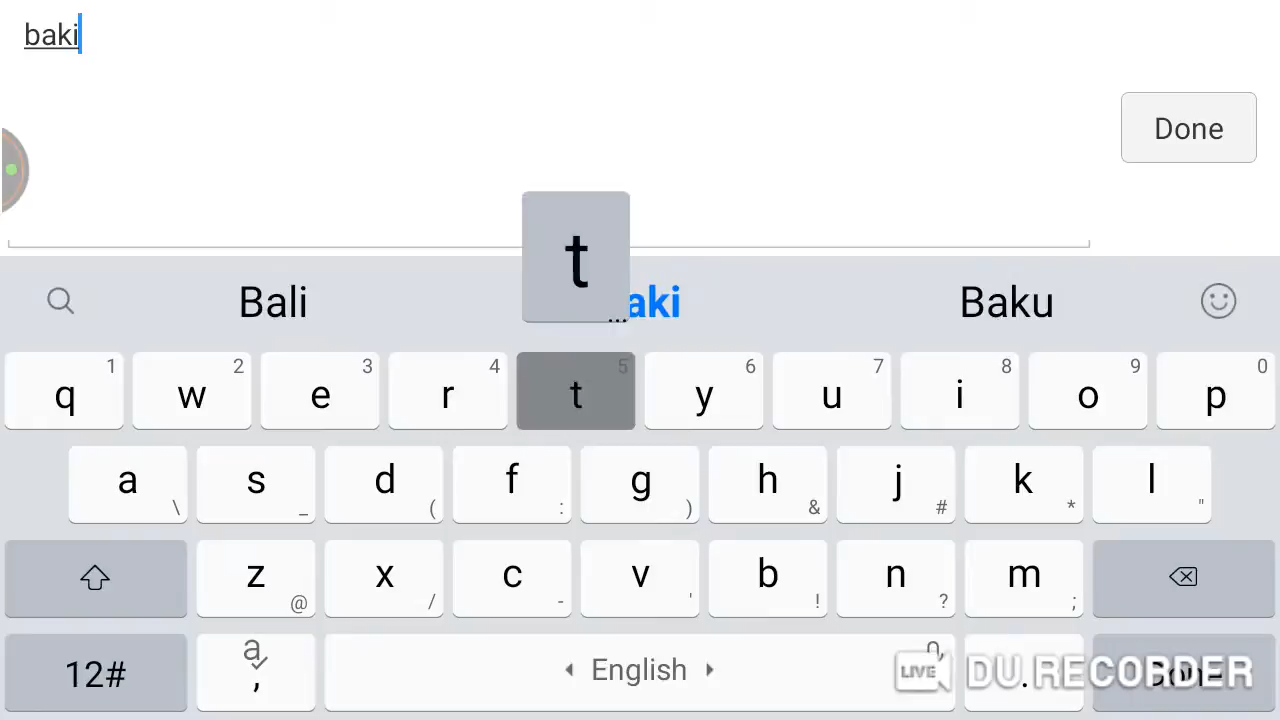 baki
Done
t
Bali
...aki
Baku
1 2 3 4 5 6 7 8 9 0
q w e r t y u i o p
a s d f g h j k l
\ _ ( : ) & # * "
z x c v b n m
@ / - ' ! ? ;
12#
a
,
English
.
LIVE DU.RECORDER